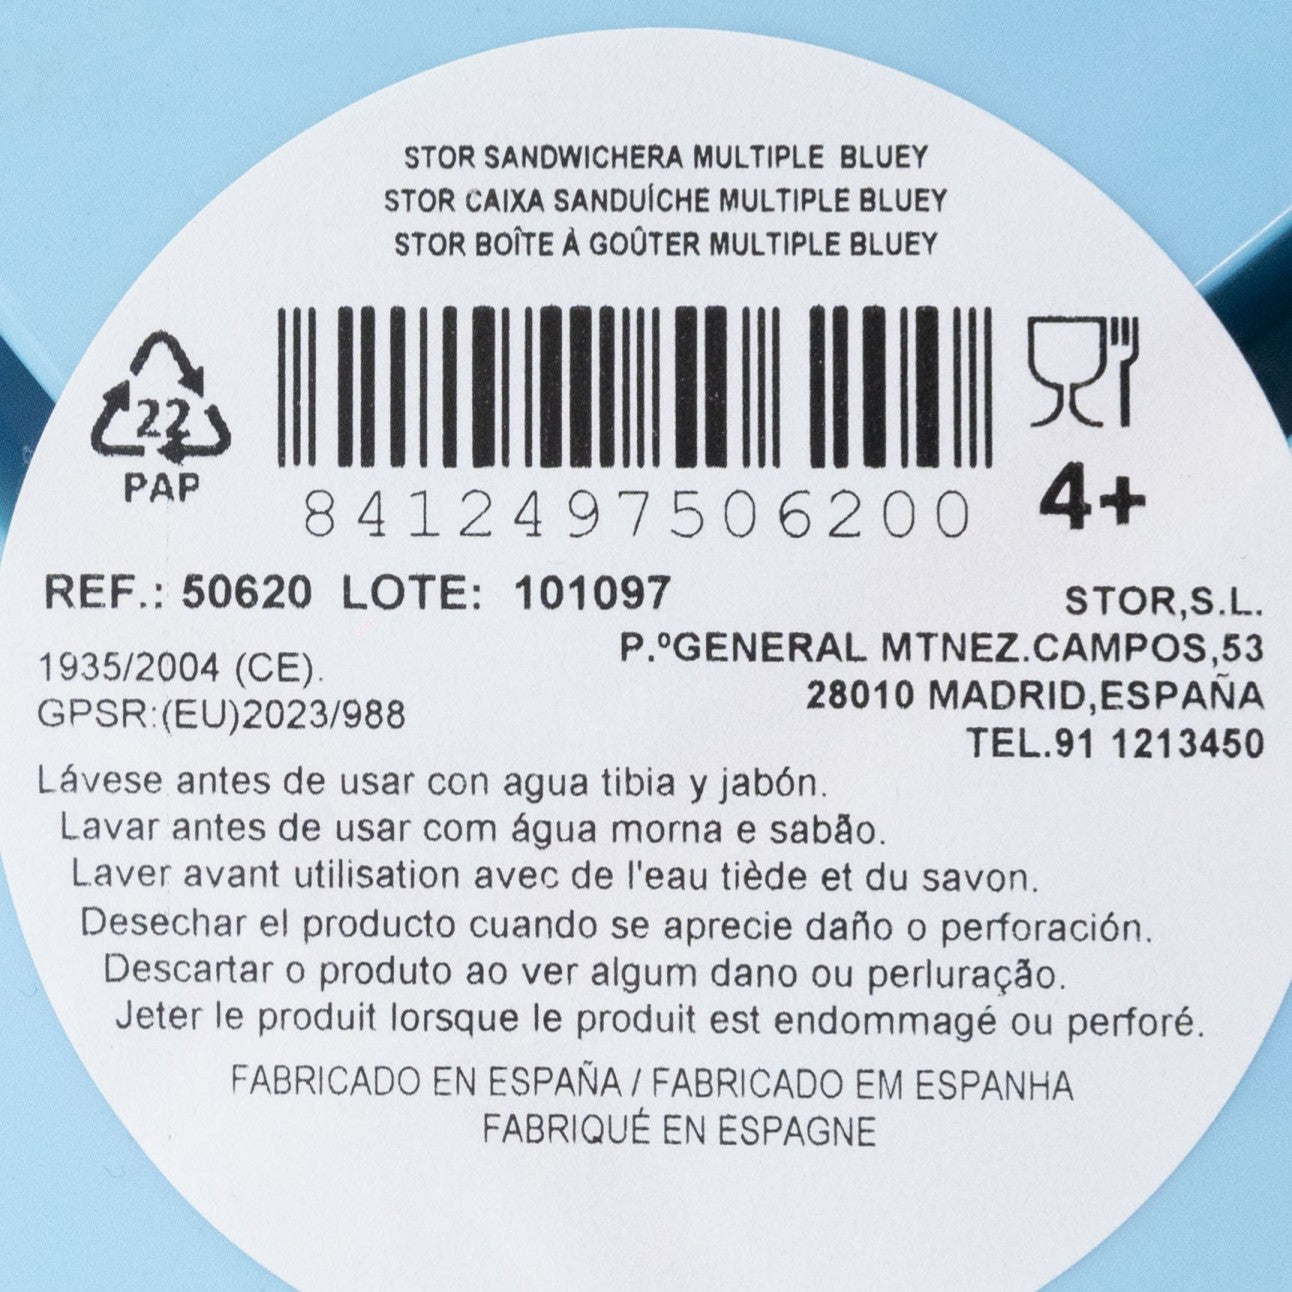 STOR SANDWICHERA MULTIPLE BLUEY
STOR CAIXA SANDUÍCHE MULTIPLE BLUEY
STOR BOÎTE À GOÛTER MULTIPLE BLUEY
22
PAP
8412497506200
4+
REF.: 50620 LOTE: 101097
1935/2004 (CE).
GPSR:(EU)2023/988
STOR,S.L.
P.ºGENERAL MTNEZ.CAMPOS,53
28010 MADRID,ESPAÑA
TEL.91 1213450
Lávese antes de usar con agua tibia y jabón.
Lavar antes de usar com água morna e sabão.
Laver avant utilisation avec de l'eau tiède et du savon.
Desechar el producto cuando se aprecie daño o perforación.
Descartar o produto ao ver algum dano ou perluração.
Jeter le produit lorsque le produit est endommagé ou perforé.
FABRICADO EN ESPAÑA / FABRICADO EM ESPANHA
FABRIQUÉ EN ESPAGNE